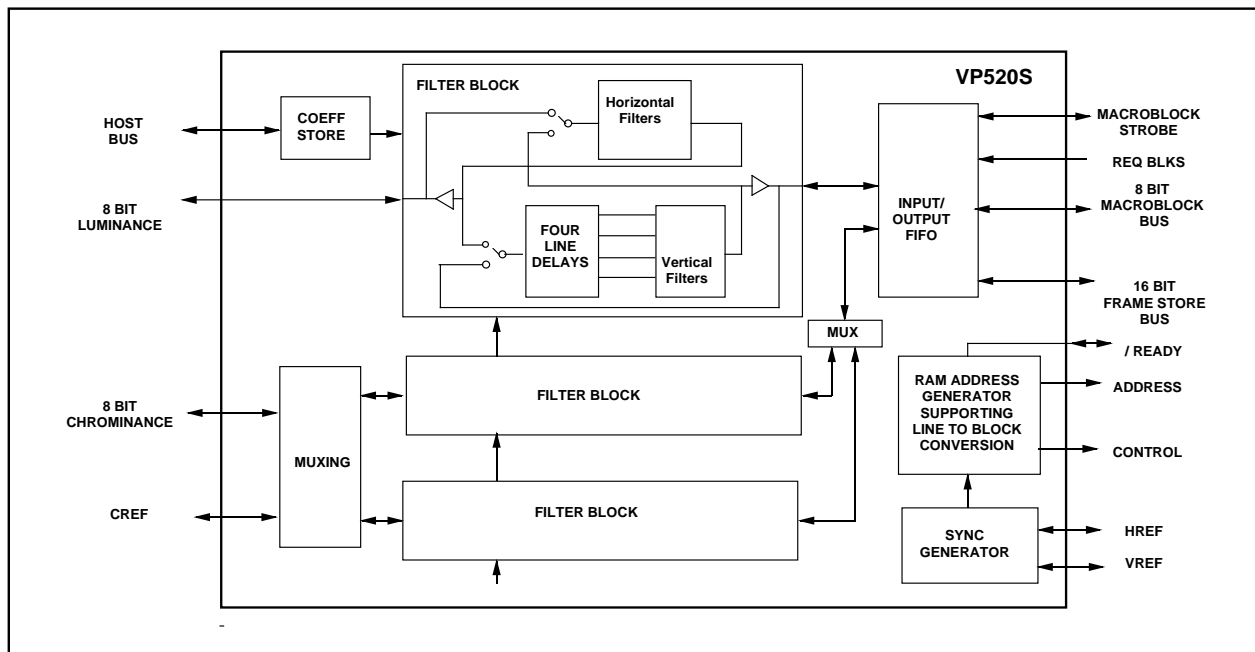 VP520S
FILTER BLOCK
HOST
BUS
COEFF
STORE
Horizontal
Filters
8 BIT
LUMINANCE
FOUR
LINE
DELAYS
Vertical
Filters
INPUT/
OUTPUT
FIFO
MACROBLOCK
STROBE
REQ BLKS
8 BIT
MACROBLOCK
BUS
16 BIT
FRAME STORE
BUS
MUX
/ READY
8 BIT
CHROMINANCE
MUXING
FILTER BLOCK
RAM ADDRESS
GENERATOR
SUPPORTING
LINE TO BLOCK
CONVERSION
ADDRESS
CONTROL
CREF
FILTER BLOCK
SYNC
GENERATOR
HREF
VREF